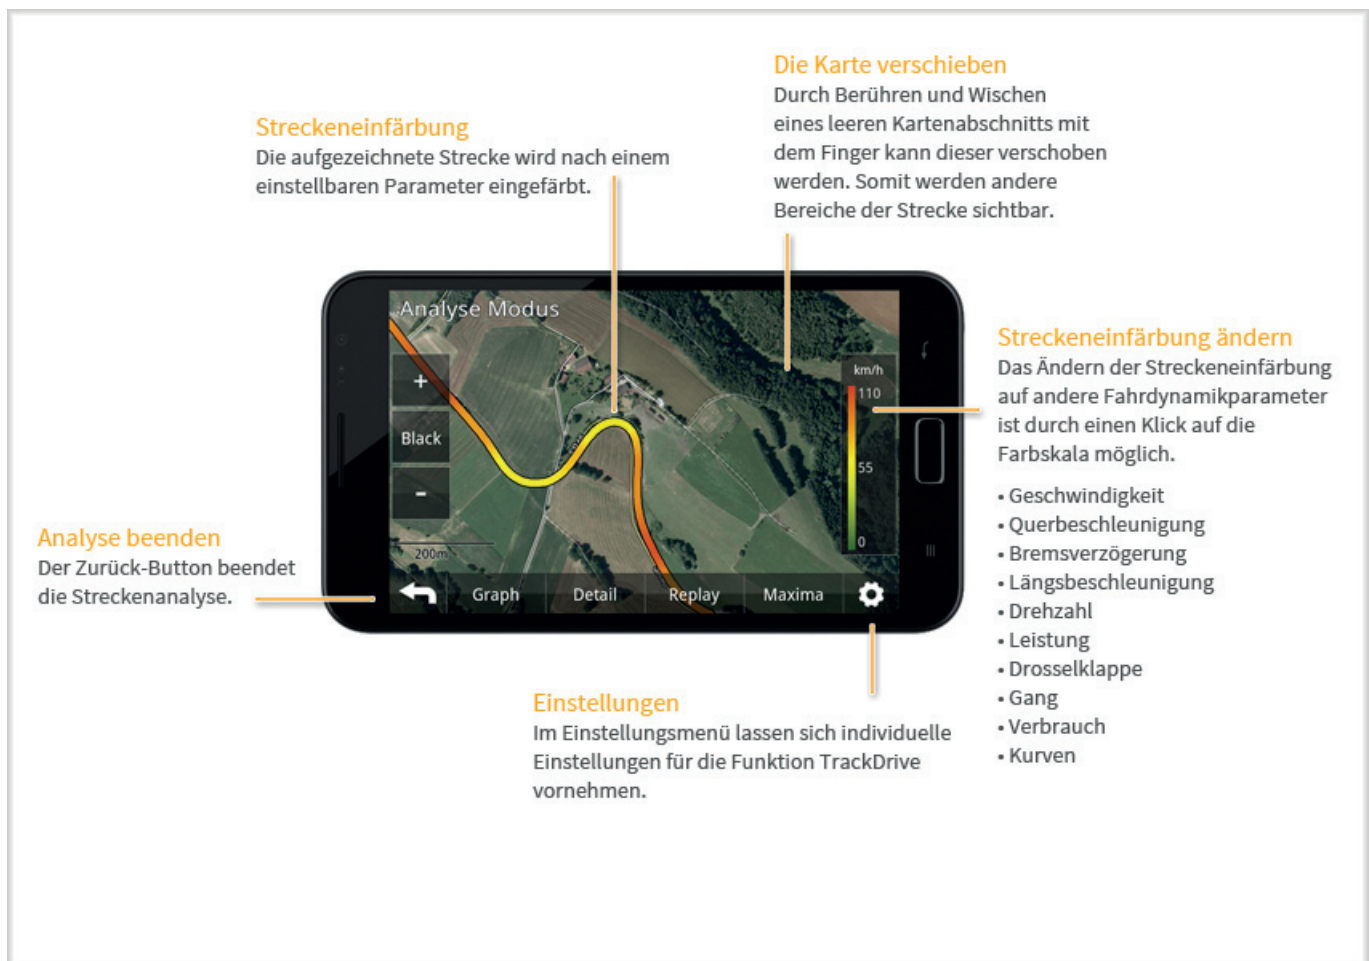 Die Karte verschieben
Durch Berühren und Wischen
eines leeren Kartenabschnitts mit
dem Finger kann dieser verschoben
werden. Somit werden andere
Bereiche der Strecke sichtbar.
Streckeneinfärbung
Die aufgezeichnete Strecke wird nach einem
einstellbaren Parameter eingefärbt.
Analyse Modus
+
Black
-
200m
km/h
110
55
0
Graph
Detail
Replay
Maxima
Streckeneinfärbung ändern
Das Ändern der Streckeneinfärbung
auf andere Fahrdynamikparameter
ist durch einen Klick auf die
Farbskala möglich.
• Geschwindigkeit
• Querbeschleunigung
• Bremsverzögerung
• Längsbeschleunigung
• Drehzahl
• Leistung
• Drosselklappe
• Gang
• Verbrauch
• Kurven
Analyse beenden
Der Zurück-Button beendet
die Streckenanalyse.
Einstellungen
Im Einstellungsmenü lassen sich individuelle
Einstellungen für die Funktion TrackDrive
vornehmen.